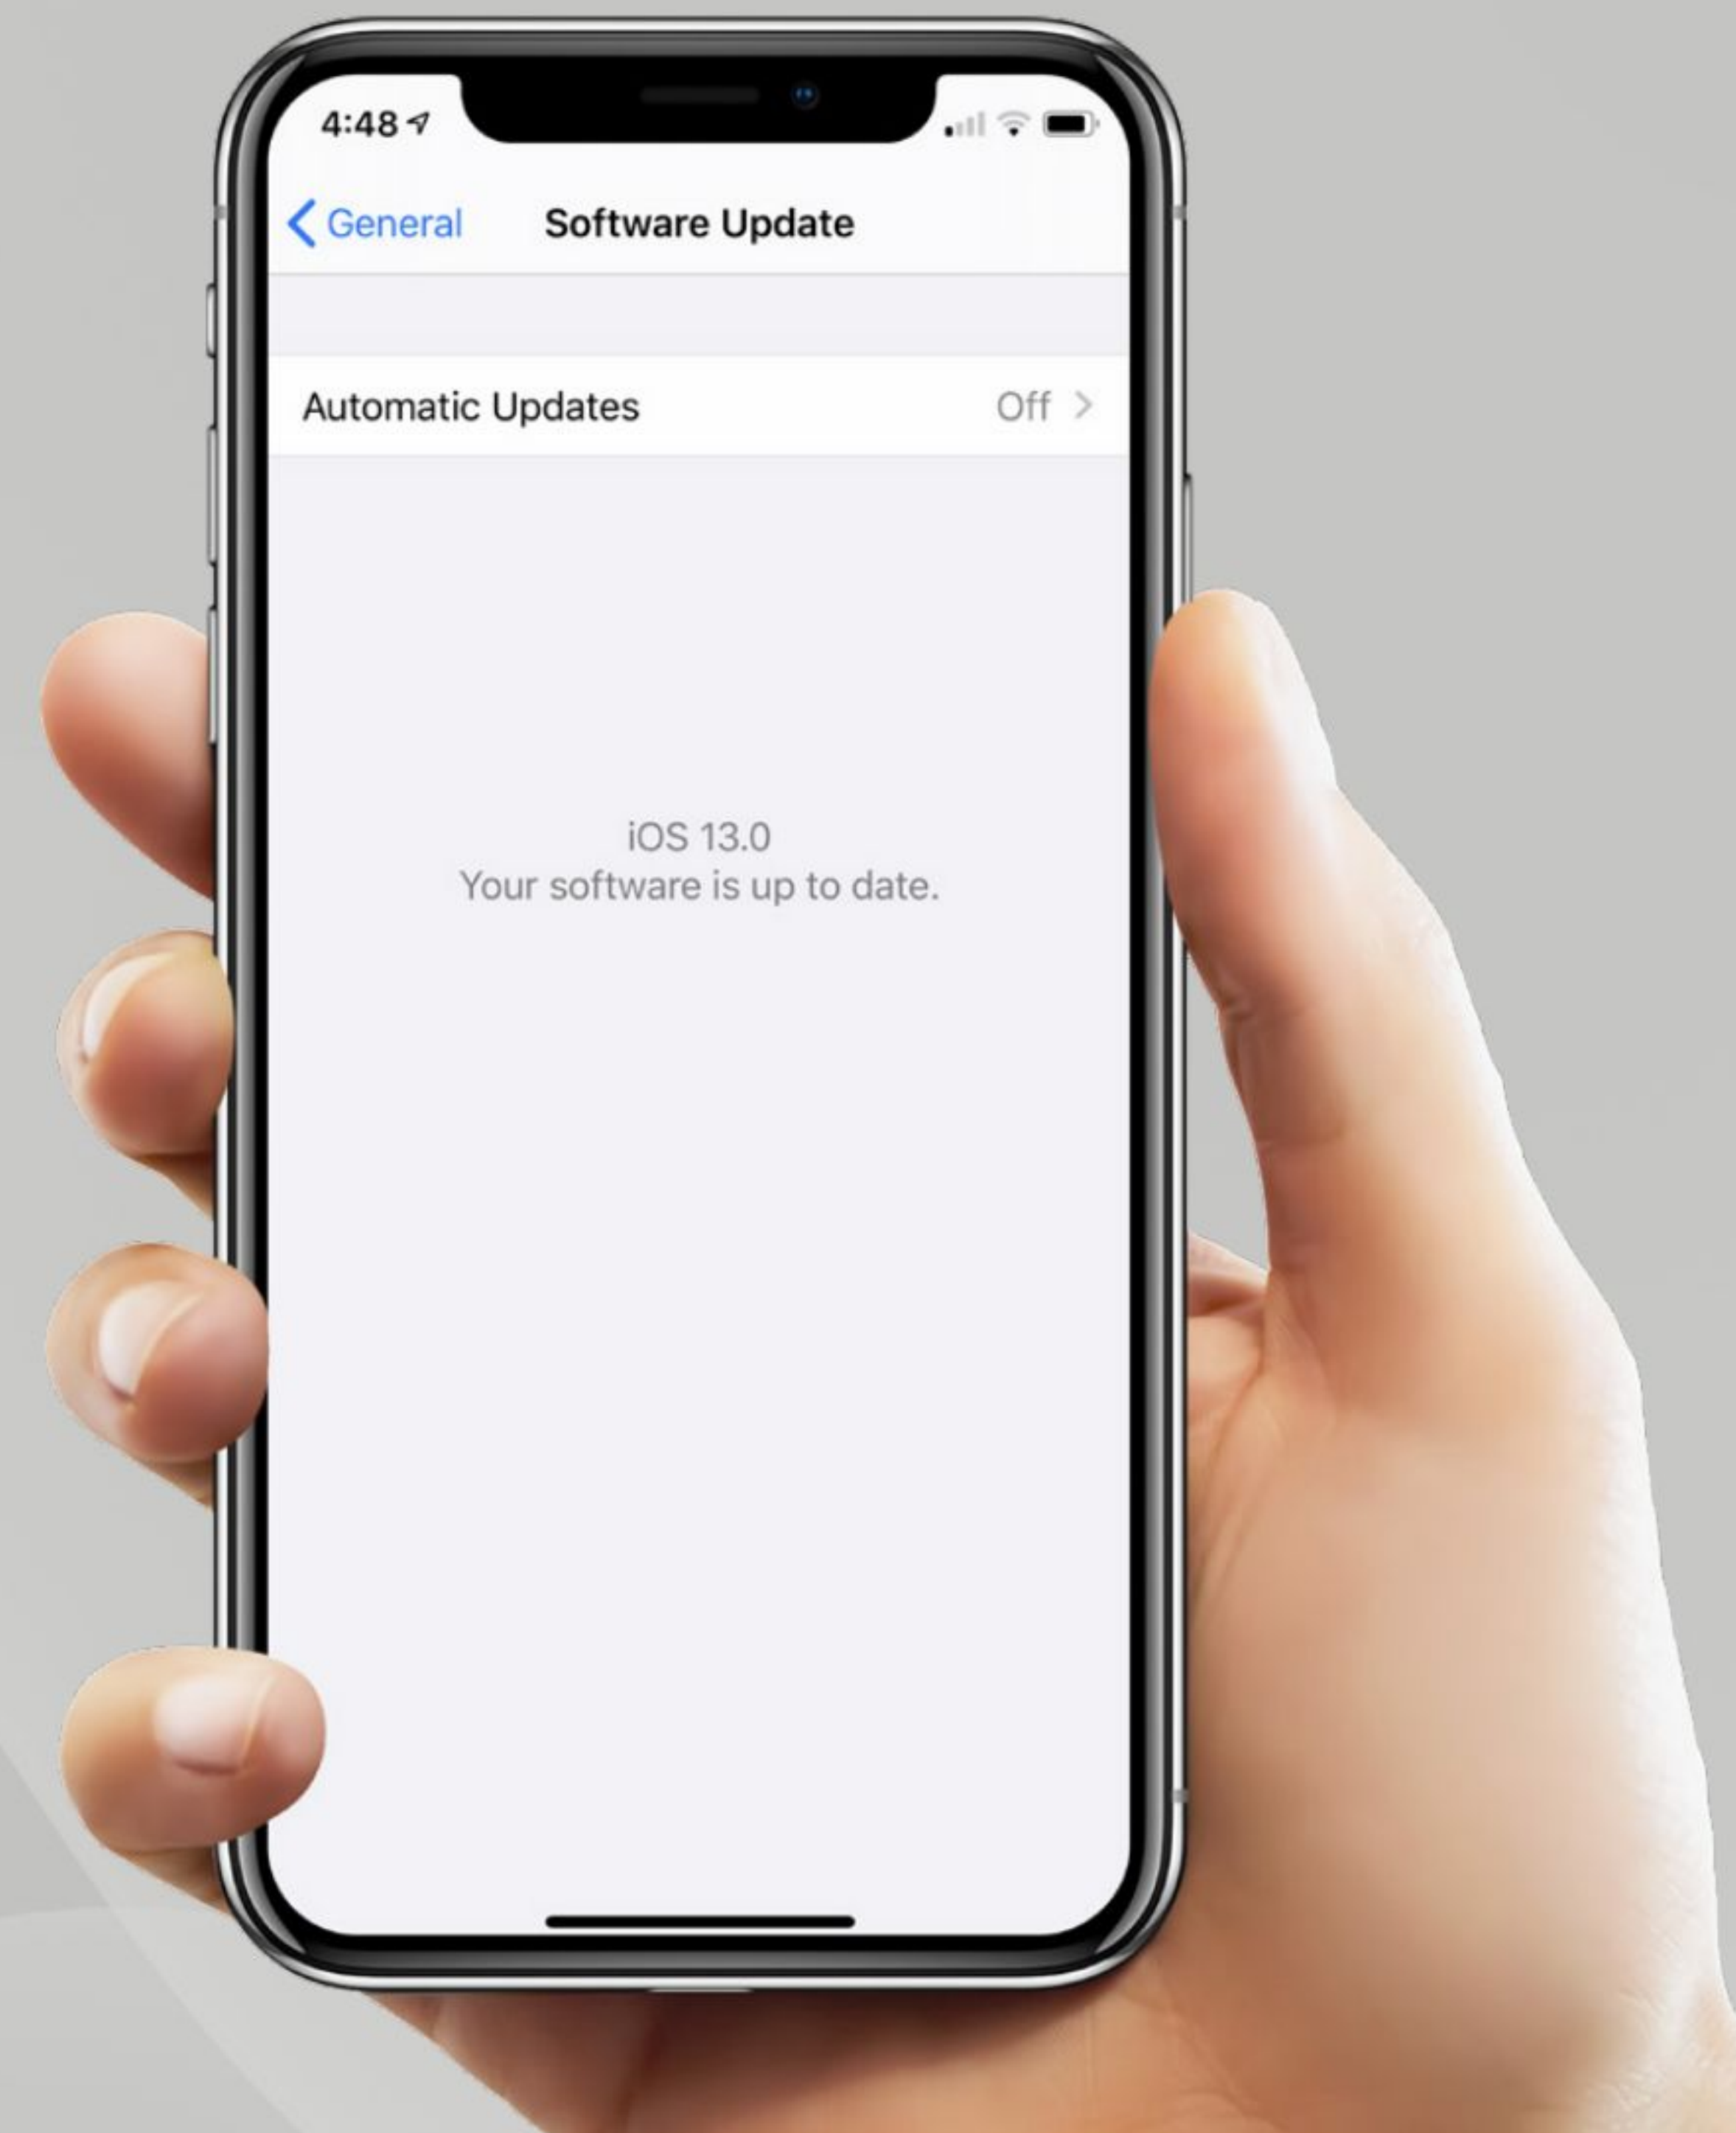 4:48
General
Software Update
Automatic Updates Off
iOS 13.0
Your software is up to date.